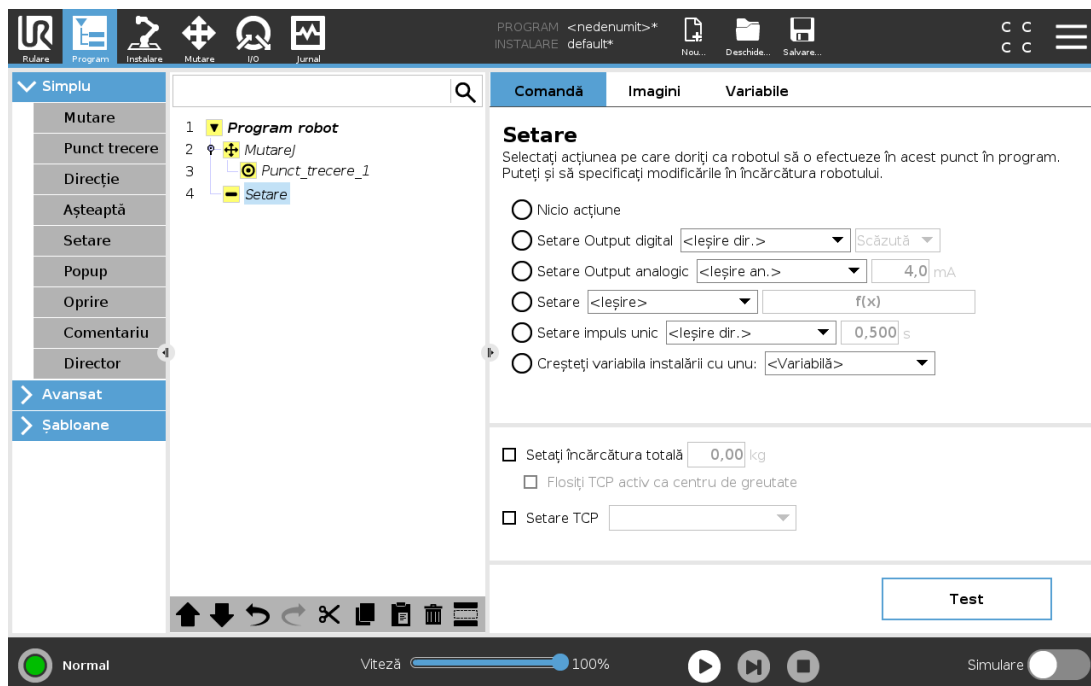 PROGRAM <nedenumit>*
INSTALARE default*
Rulare Program Instalare Mutare I/O Jurnal Nou... Deschide... Salvare...
C C
C C
Simplu
Mutare
Punct trecere
Direcție
Așteaptă
Setare
Popup
Oprire
Comentariu
Director
Avansat
Șabloane
1 Program robot
2 MutareJ
3 Punct_trecere_1
4 Setare
Comandă Imagini Variabile
Setare
Selectați acțiunea pe care doriți ca robotul să o efectueze în acest punct în program.
Puteți și să specificați modificările în încărcătura robotului.
Nicio acțiune
Setare Output digital <Ieșire dir.> Scăzută
Setare Output analogic <Ieșire an.> 4,0 mA
Setare <Ieșire> f(x)
Setare impuls unic <Ieșire dir.> 0,500 s
Creșteți variabila instalării cu unu: <Variabilă>
Setați încărcătura totală 0,00 kg
Flosiți TCP activ ca centru de greutate
Setare TCP
Test
Normal Viteză 100% Simulare